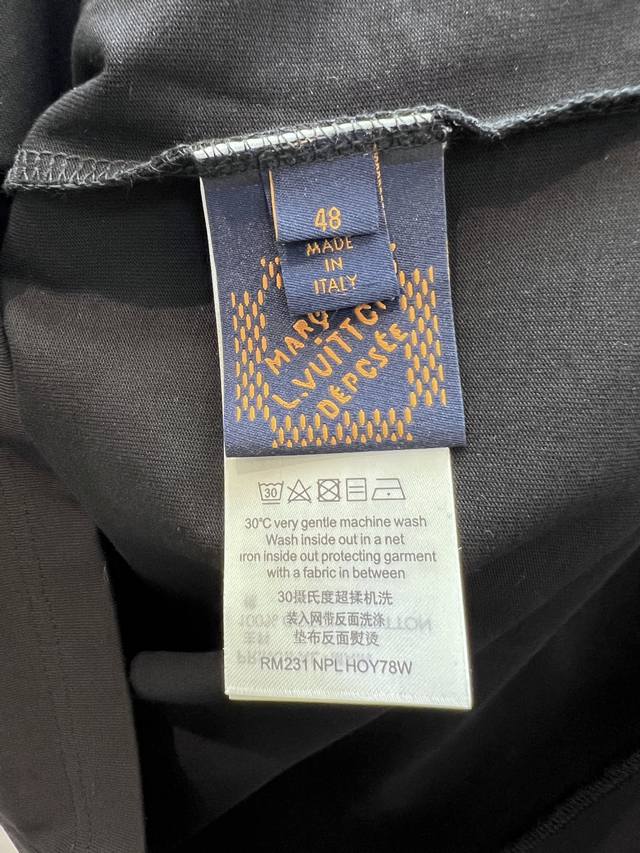 48
MADE
IN
ITALY
L.VUITTON
DÉPOSÉE
30
30℃ very gentle machine wash
Wash inside out in a net
iron inside out protecting garment
with a fabric in between
30摄氏度超柔机洗
装入网带反面洗涤
垫布反面熨烫
RM231 NPL HOY78W